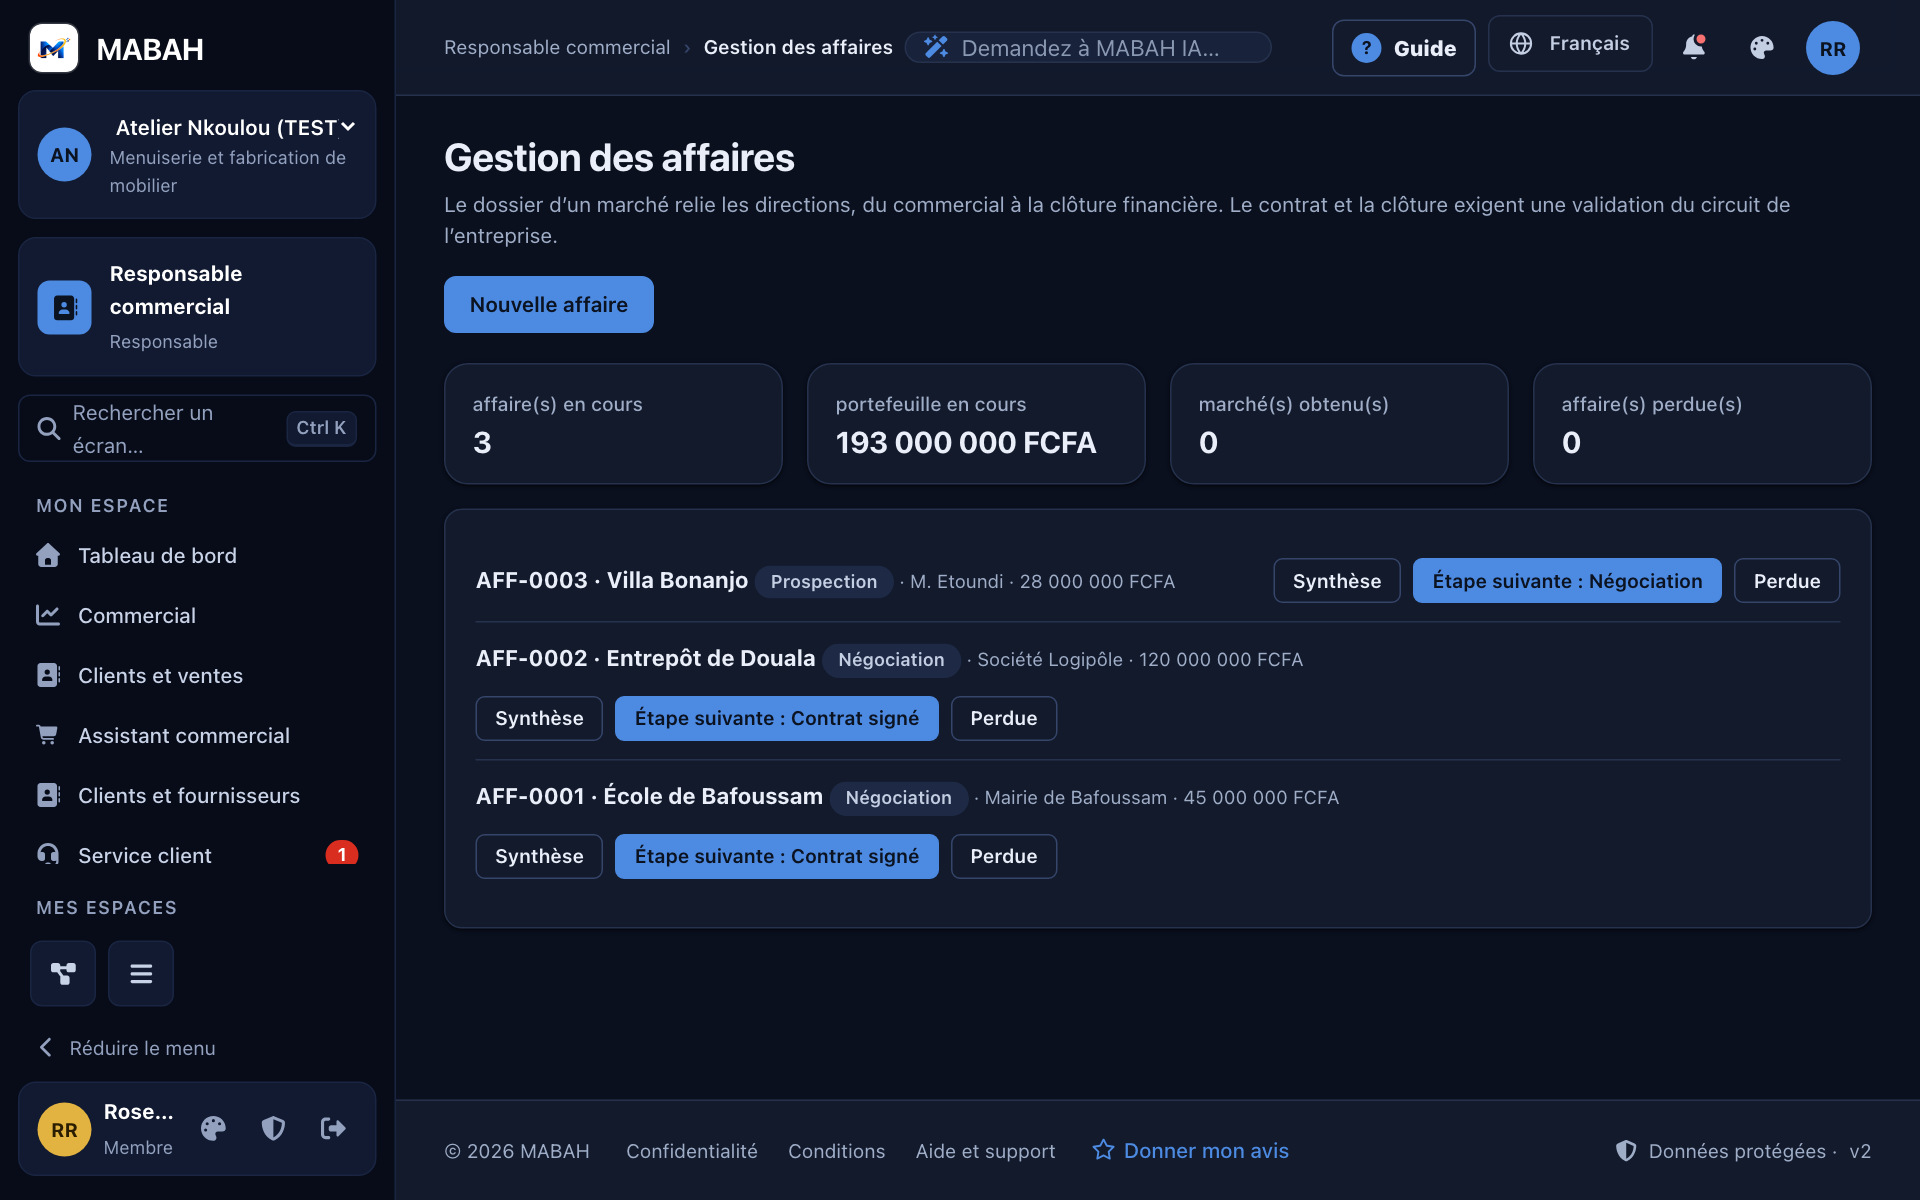 MABAH
Atelier Nkoulou (TEST
AN
Menuiserie et fabrication de
mobilier
Responsable
commercial
Responsable
Rechercher un
écran...
Ctrl K
MON ESPACE
Tableau de bord
Commercial
Clients et ventes
Assistant commercial
Clients et fournisseurs
Service client
1
MES ESPACES
Réduire le menu
RR
Rose...
Membre
Responsable commercial › Gestion des affaires
Demandez à MABAH IA...
? Guide
Français
RR
Gestion des affaires
Le dossier d’un marché relie les directions, du commercial à la clôture financière. Le contrat et la clôture exigent une validation du circuit de
l’entreprise.
Nouvelle affaire
affaire(s) en cours
3
portefeuille en cours
193 000 000 FCFA
marché(s) obtenu(s)
0
affaire(s) perdue(s)
0
AFF-0003 · Villa Bonanjo Prospection · M. Etoundi · 28 000 000 FCFA
Synthèse Étape suivante : Négociation Perdue
AFF-0002 · Entrepôt de Douala Négociation · Société Logipôle · 120 000 000 FCFA
Synthèse Étape suivante : Contrat signé Perdue
AFF-0001 · École de Bafoussam Négociation · Mairie de Bafoussam · 45 000 000 FCFA
Synthèse Étape suivante : Contrat signé Perdue
© 2026 MABAH Confidentialité Conditions Aide et support Donner mon avis Données protégées · v2